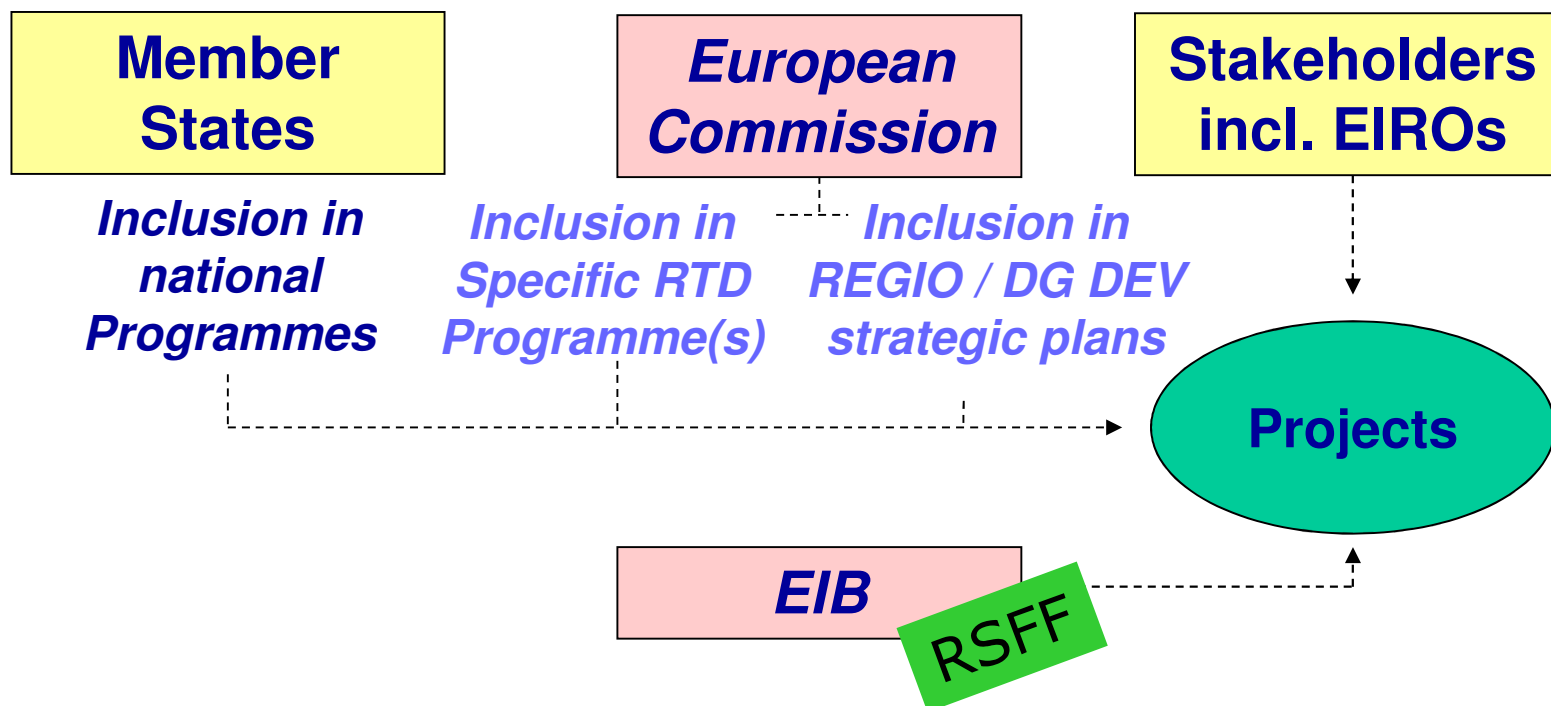 Member
States
European
Commission
Stakeholders
incl. EIROs
Inclusion in
national
Programmes
Inclusion in
Specific RTD
Programme(s)
Inclusion in
REGIO / DG DEV
strategic plans
Projects
EIB
RSFF